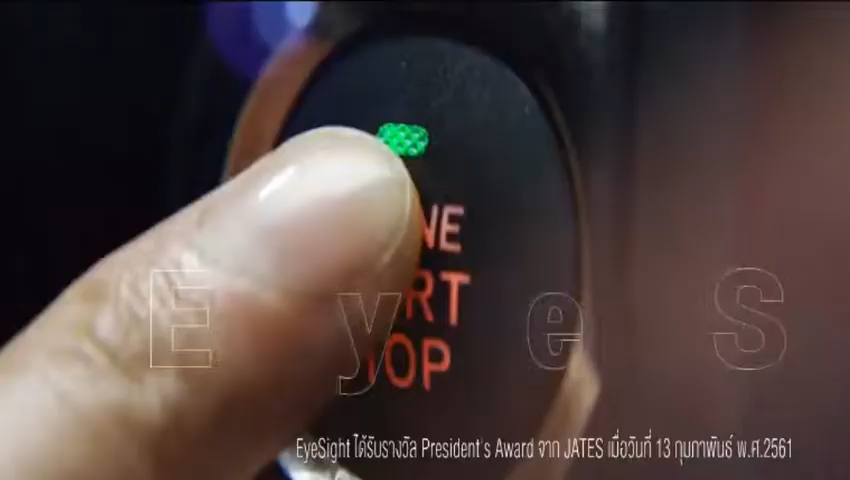 NE
RT
TOP
E y e S
EyeSight ได้รับรางวัล President's Award จาก JATES เมื่อวันที่ 13 กุมภาพันธ์ พ.ศ.2561